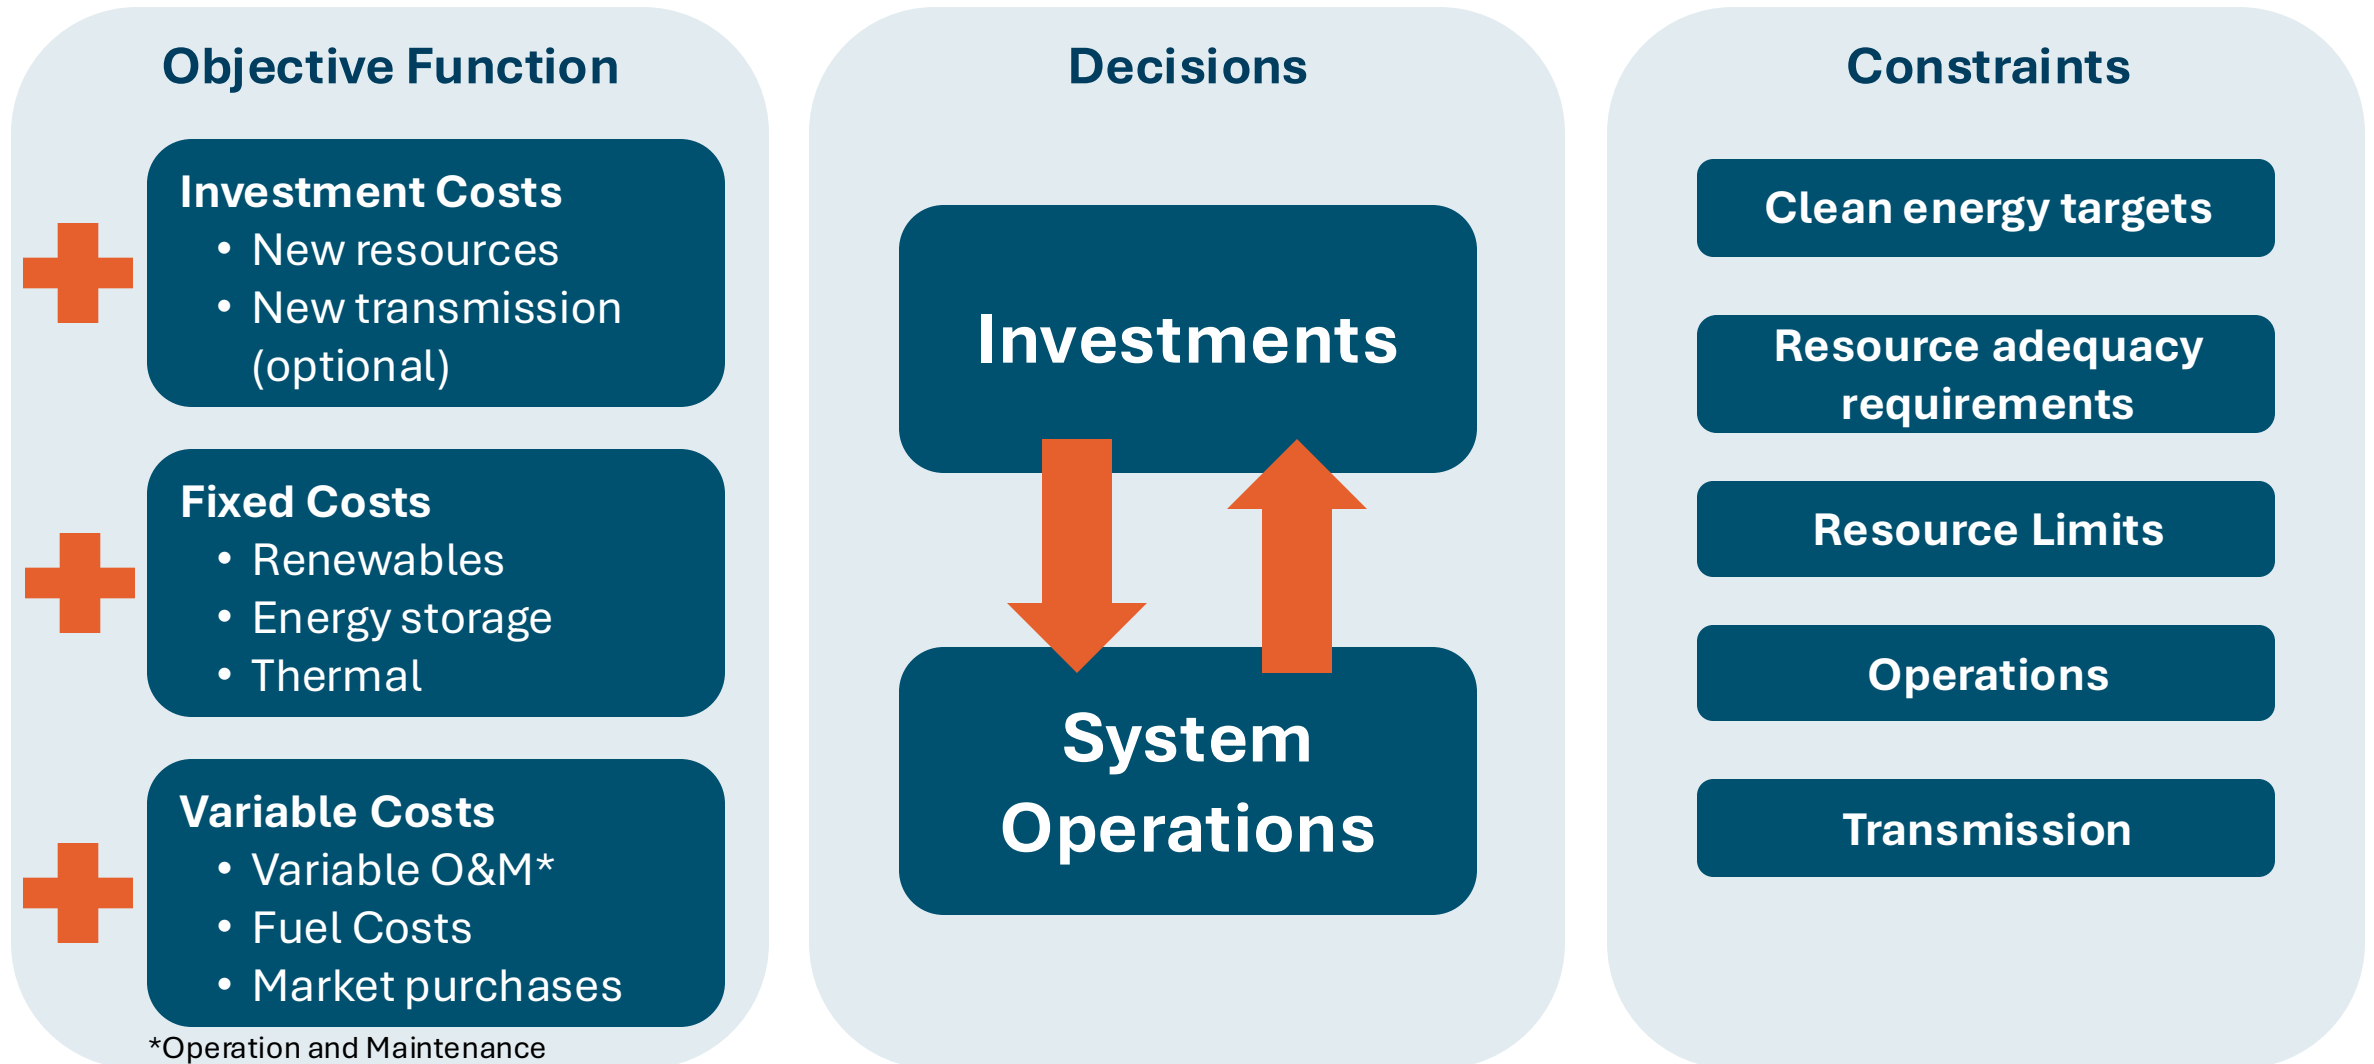 Objective Function
Investment Costs
• New resources
• New transmission
(optional)
Fixed Costs
• Renewables
• Energy storage
• Thermal
Variable Costs
• Variable O&M*
• Fuel Costs
• Market purchases
*Operation and Maintenance
Decisions
Investments
System
Operations
Constraints
Clean energy targets
Resource adequacy
requirements
Resource Limits
Operations
Transmission